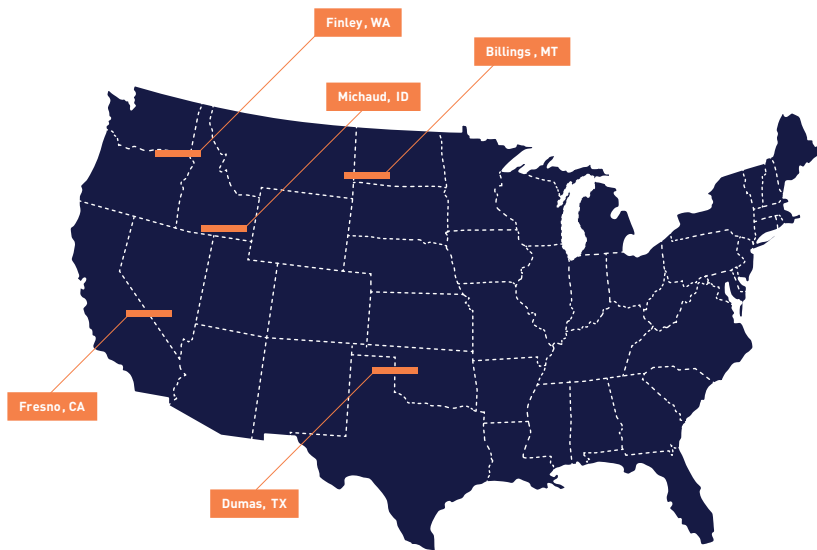 Finley, WA
Billings, MT
Michaud, ID
Fresno, CA
Dumas, TX